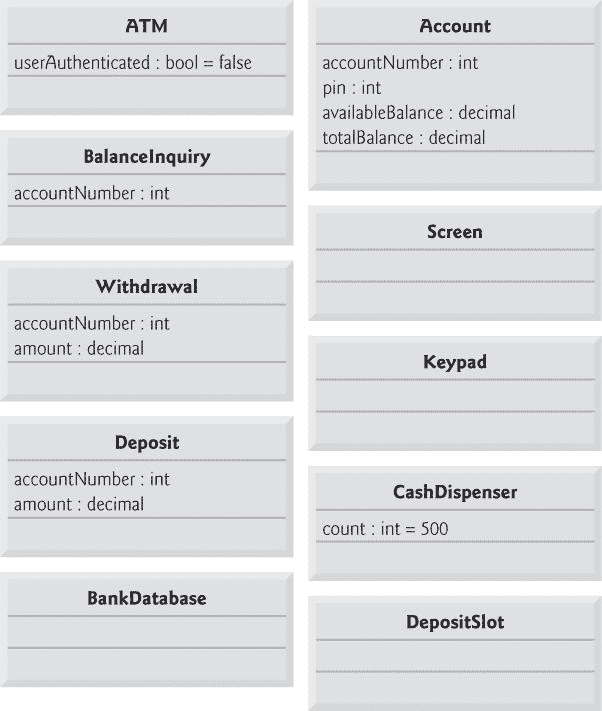 ATM
userAuthenticated : bool = false
BalanceInquiry
accountNumber : int
Withdrawal
accountNumber : int
amount : decimal
Deposit
accountNumber : int
amount : decimal
BankDatabase
Account
accountNumber : int
pin : int
availableBalance : decimal
totalBalance : decimal
Screen
Keypad
CashDispenser
count : int = 500
DepositSlot